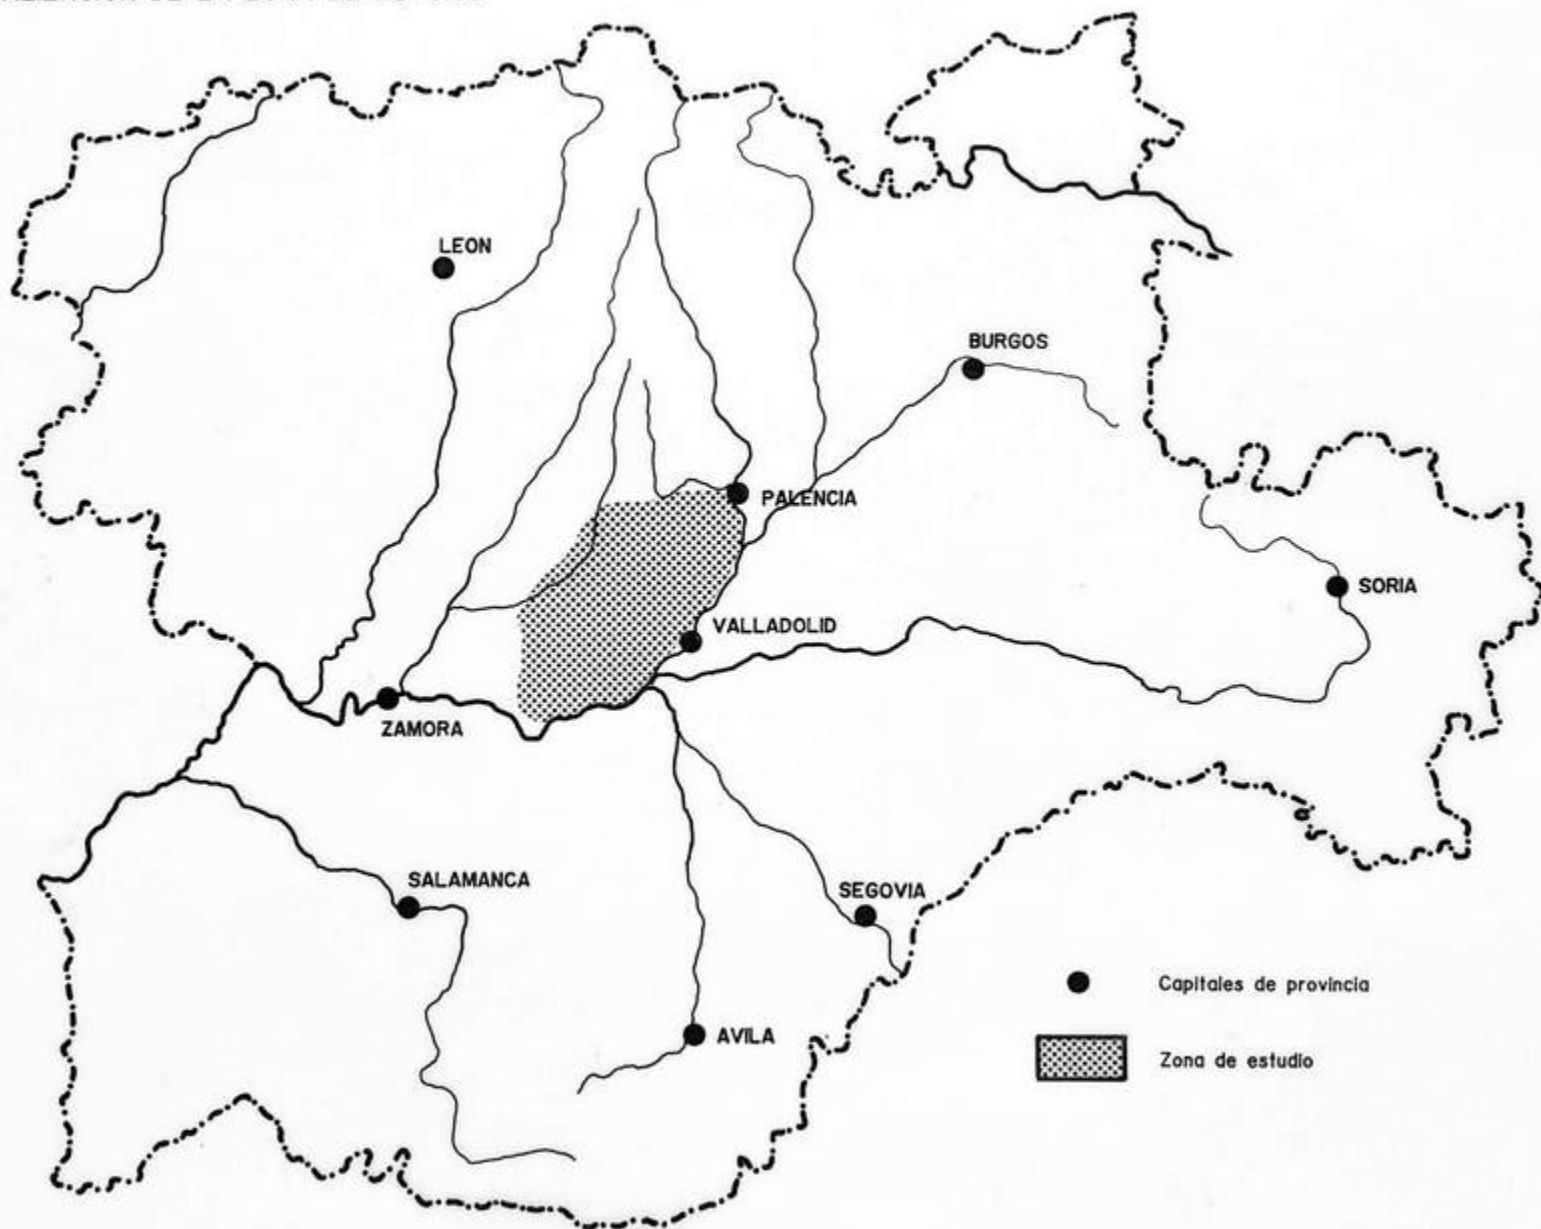 LEON
BURGOS
PALENCIA
SORIA
VALLADOLID
ZAMORA
SALAMANCA
SEGOVIA
AVILA
Capitales de provincia
Zona de estudio